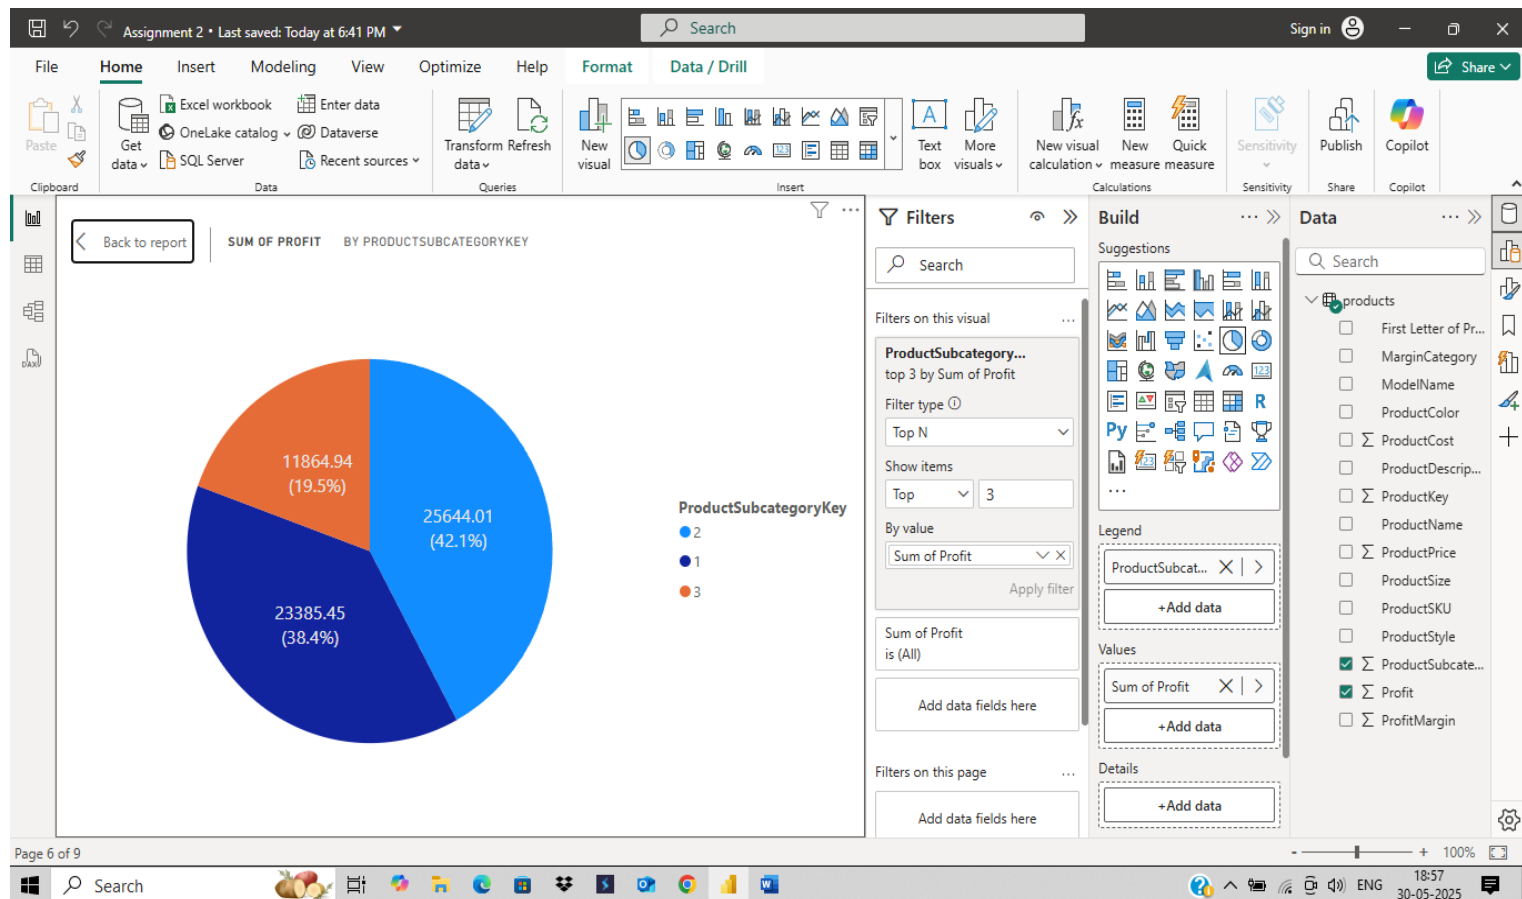 Assignment 2 • Last saved: Today at 6:41 PM
Search
Sign in
File Home Insert Modeling View Optimize Help Format Data / Drill
Share
Paste
Clipboard
Get data
Excel workbook
OneLake catalog
SQL Server
Enter data
Dataverse
Recent sources
Data
Transform data
Refresh
Queries
New visual
Text box
More visuals
Insert
New visual calculation
New measure
Quick measure
Calculations
Sensitivity
Sensitivity
Publish
Share
Copilot
Copilot
Back to report
SUM OF PROFIT BY PRODUCTSUBCATEGORYKEY
11864.94
(19.5%)
25644.01
(42.1%)
23385.45
(38.4%)
ProductSubcategoryKey
2
1
3
Filters
Search
Filters on this visual
ProductSubcategory...
top 3 by Sum of Profit
Filter type
Top N
Show items
Top 3
By value
Sum of Profit
Apply filter
Sum of Profit
is (All)
Add data fields here
Filters on this page
Add data fields here
Build
Suggestions
123
R
Py
123
...
Legend
ProductSubcat...
+Add data
Values
Sum of Profit
+Add data
Details
+Add data
Data
Search
products
First Letter of Pr...
MarginCategory
ModelName
ProductColor
ProductCost
ProductDescrip...
ProductKey
ProductName
ProductPrice
ProductSize
ProductSKU
ProductStyle
ProductSubcate...
Profit
ProfitMargin
Page 6 of 9
- + 100%
Search
ENG
18:57
30-05-2025